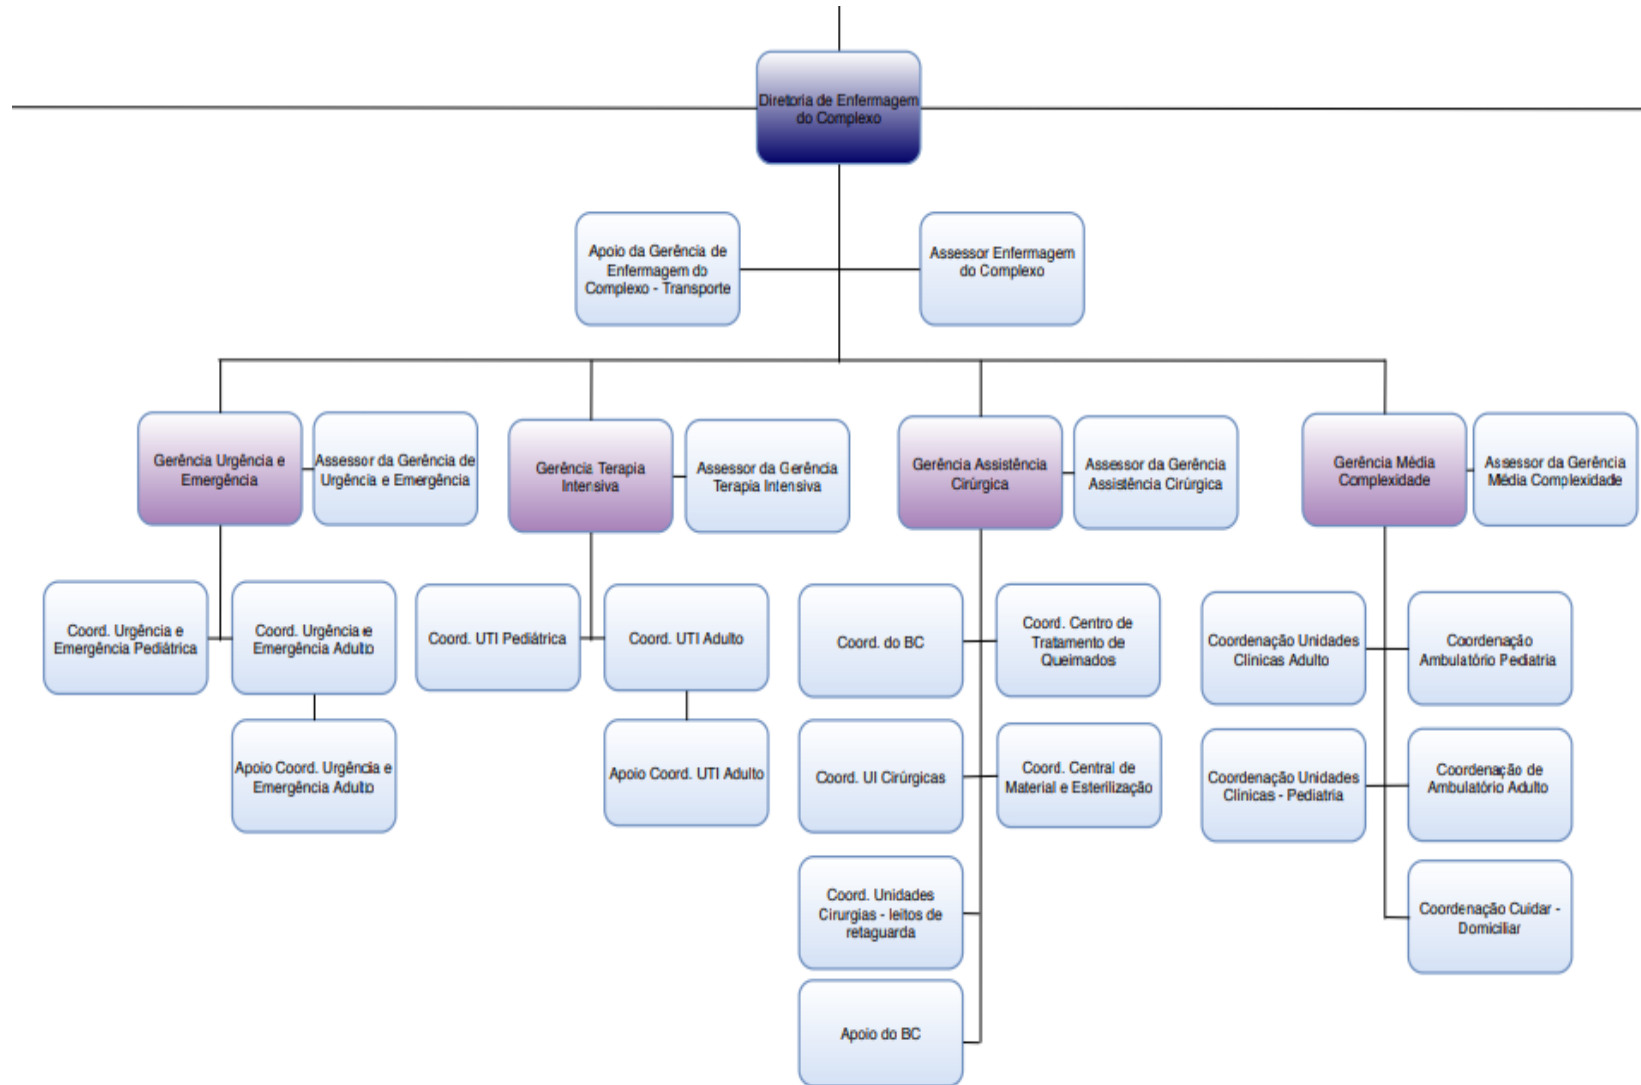 Diretoria de Enfermagem
do Complexo
Apoio da Gerência de
Enfermagem do
Complexo - Transporte
Assessor Enfermagem
do Complexo
Gerência Urgência e
Emergência
Assessor da Gerência de
Urgência e Emergência
Gerência Terapia
Intensiva
Assessor da Gerência
Terapia Intensiva
Gerência Assistência
Cirúrgica
Assessor da Gerência
Assistência Cirúrgica
Gerência Média
Complexidade
Assessor da Gerência
Média Complexidade
Coord. Urgência e
Emergência Pediátrica
Coord. Urgência e
Emergência Adulto
Coord. UTI Pediátrica
Coord. UTI Adulto
Coord. do BC
Coord. Centro de
Tratamento de
Queimados
Coordenação Unidades
Clínicas Adulto
Coordenação
Ambulatório Pediatria
Apoio Coord. Urgência e
Emergência Adulto
Apoio Coord. UTI Adulto
Coord. UI Cirúrgicas
Coord. Central de
Material e Esterilização
Coordenação Unidades
Clínicas - Pediatria
Coordenação de
Ambulatório Adulto
Coord. Unidades
Cirurgias - leitos de
retaguarda
Coordenação Cuidar -
Domiciliar
Apoio do BC